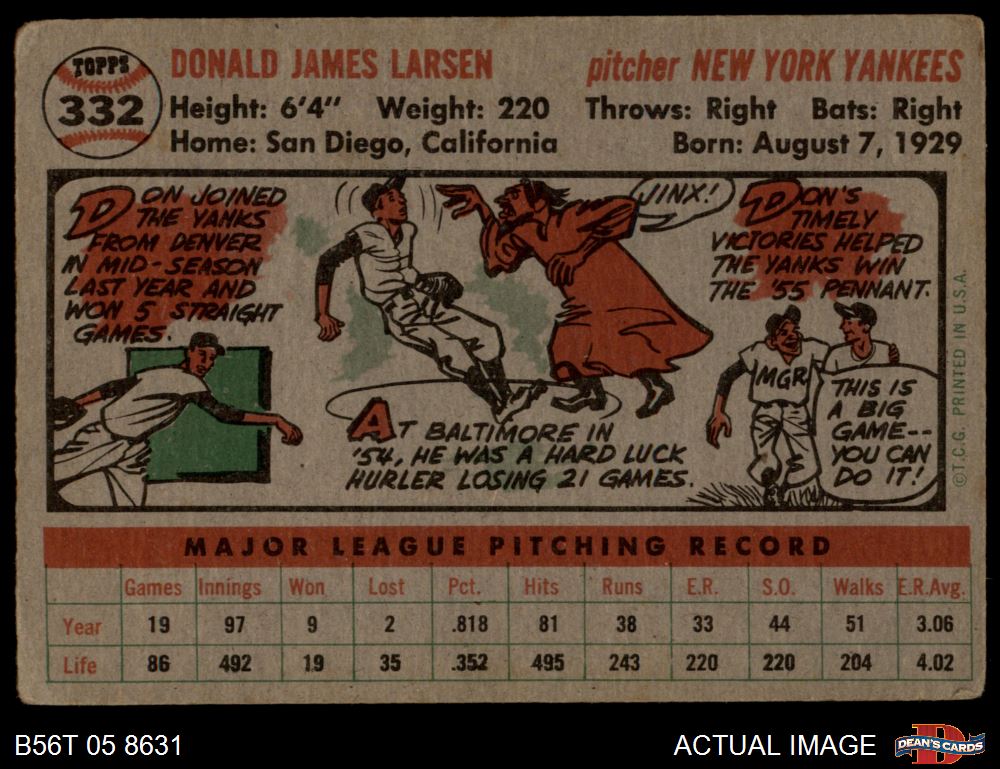 TOPPS
332
DONALD JAMES LARSEN
pitcher NEW YORK YANKEES
Height: 6'4" Weight: 220 Throws: Right Bats: Right
Home: San Diego, California Born: August 7, 1929
DON JOINED
THE YANKS
FROM DENVER
IN MID-SEASON
LAST YEAR AND
WON 5 STRAIGHT
GAMES.
JINX!
AT BALTIMORE IN
'54, HE WAS A HARD LUCK
HURLER LOSING 21 GAMES.
DON'S
TIMELY
VICTORIES HELPED
THE YANKS WIN
THE '55 PENNANT.
MGR
THIS IS
A BIG
GAME--
YOU CAN
DO IT!
©T.C.G. PRINTED IN U.S.A.
MAJOR LEAGUE PITCHING RECORD
Games Innings Won Lost Pct. Hits Runs E.R. S.O. Walks E.R.Avg.
Year 19 97 9 2 .818 81 38 33 44 51 3.06
Life 86 492 19 35 .352 495 243 220 220 204 4.02
B56T 05 8631
ACTUAL IMAGE
D
DEAN'S CARDS